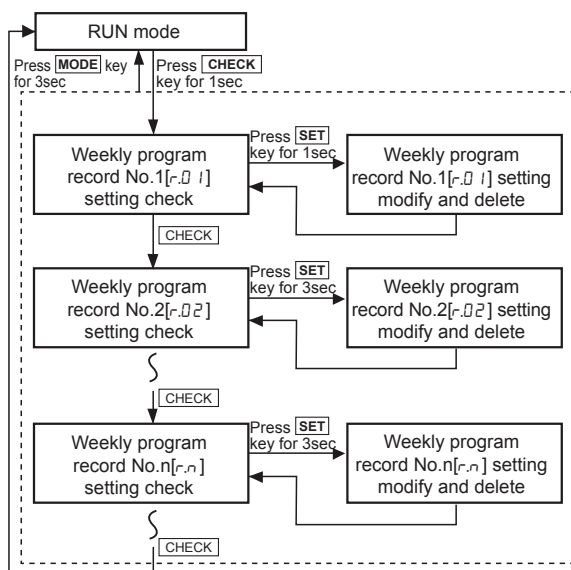 RUN mode
Press MODE key
for 3sec
Press CHECK
key for 1sec
Weekly program
record No.1[r.01]
setting check
Press SET
key for 1sec
Weekly program
record No.1[r.01] setting
modify and delete
CHECK
Weekly program
record No.2[r.02]
setting check
Press SET
key for 3sec
Weekly program
record No.2[r.02] setting
modify and delete
CHECK
Weekly program
record No.n[r.n]
setting check
Press SET
key for 3sec
Weekly program
record No.n[r.n] setting
modify and delete
CHECK